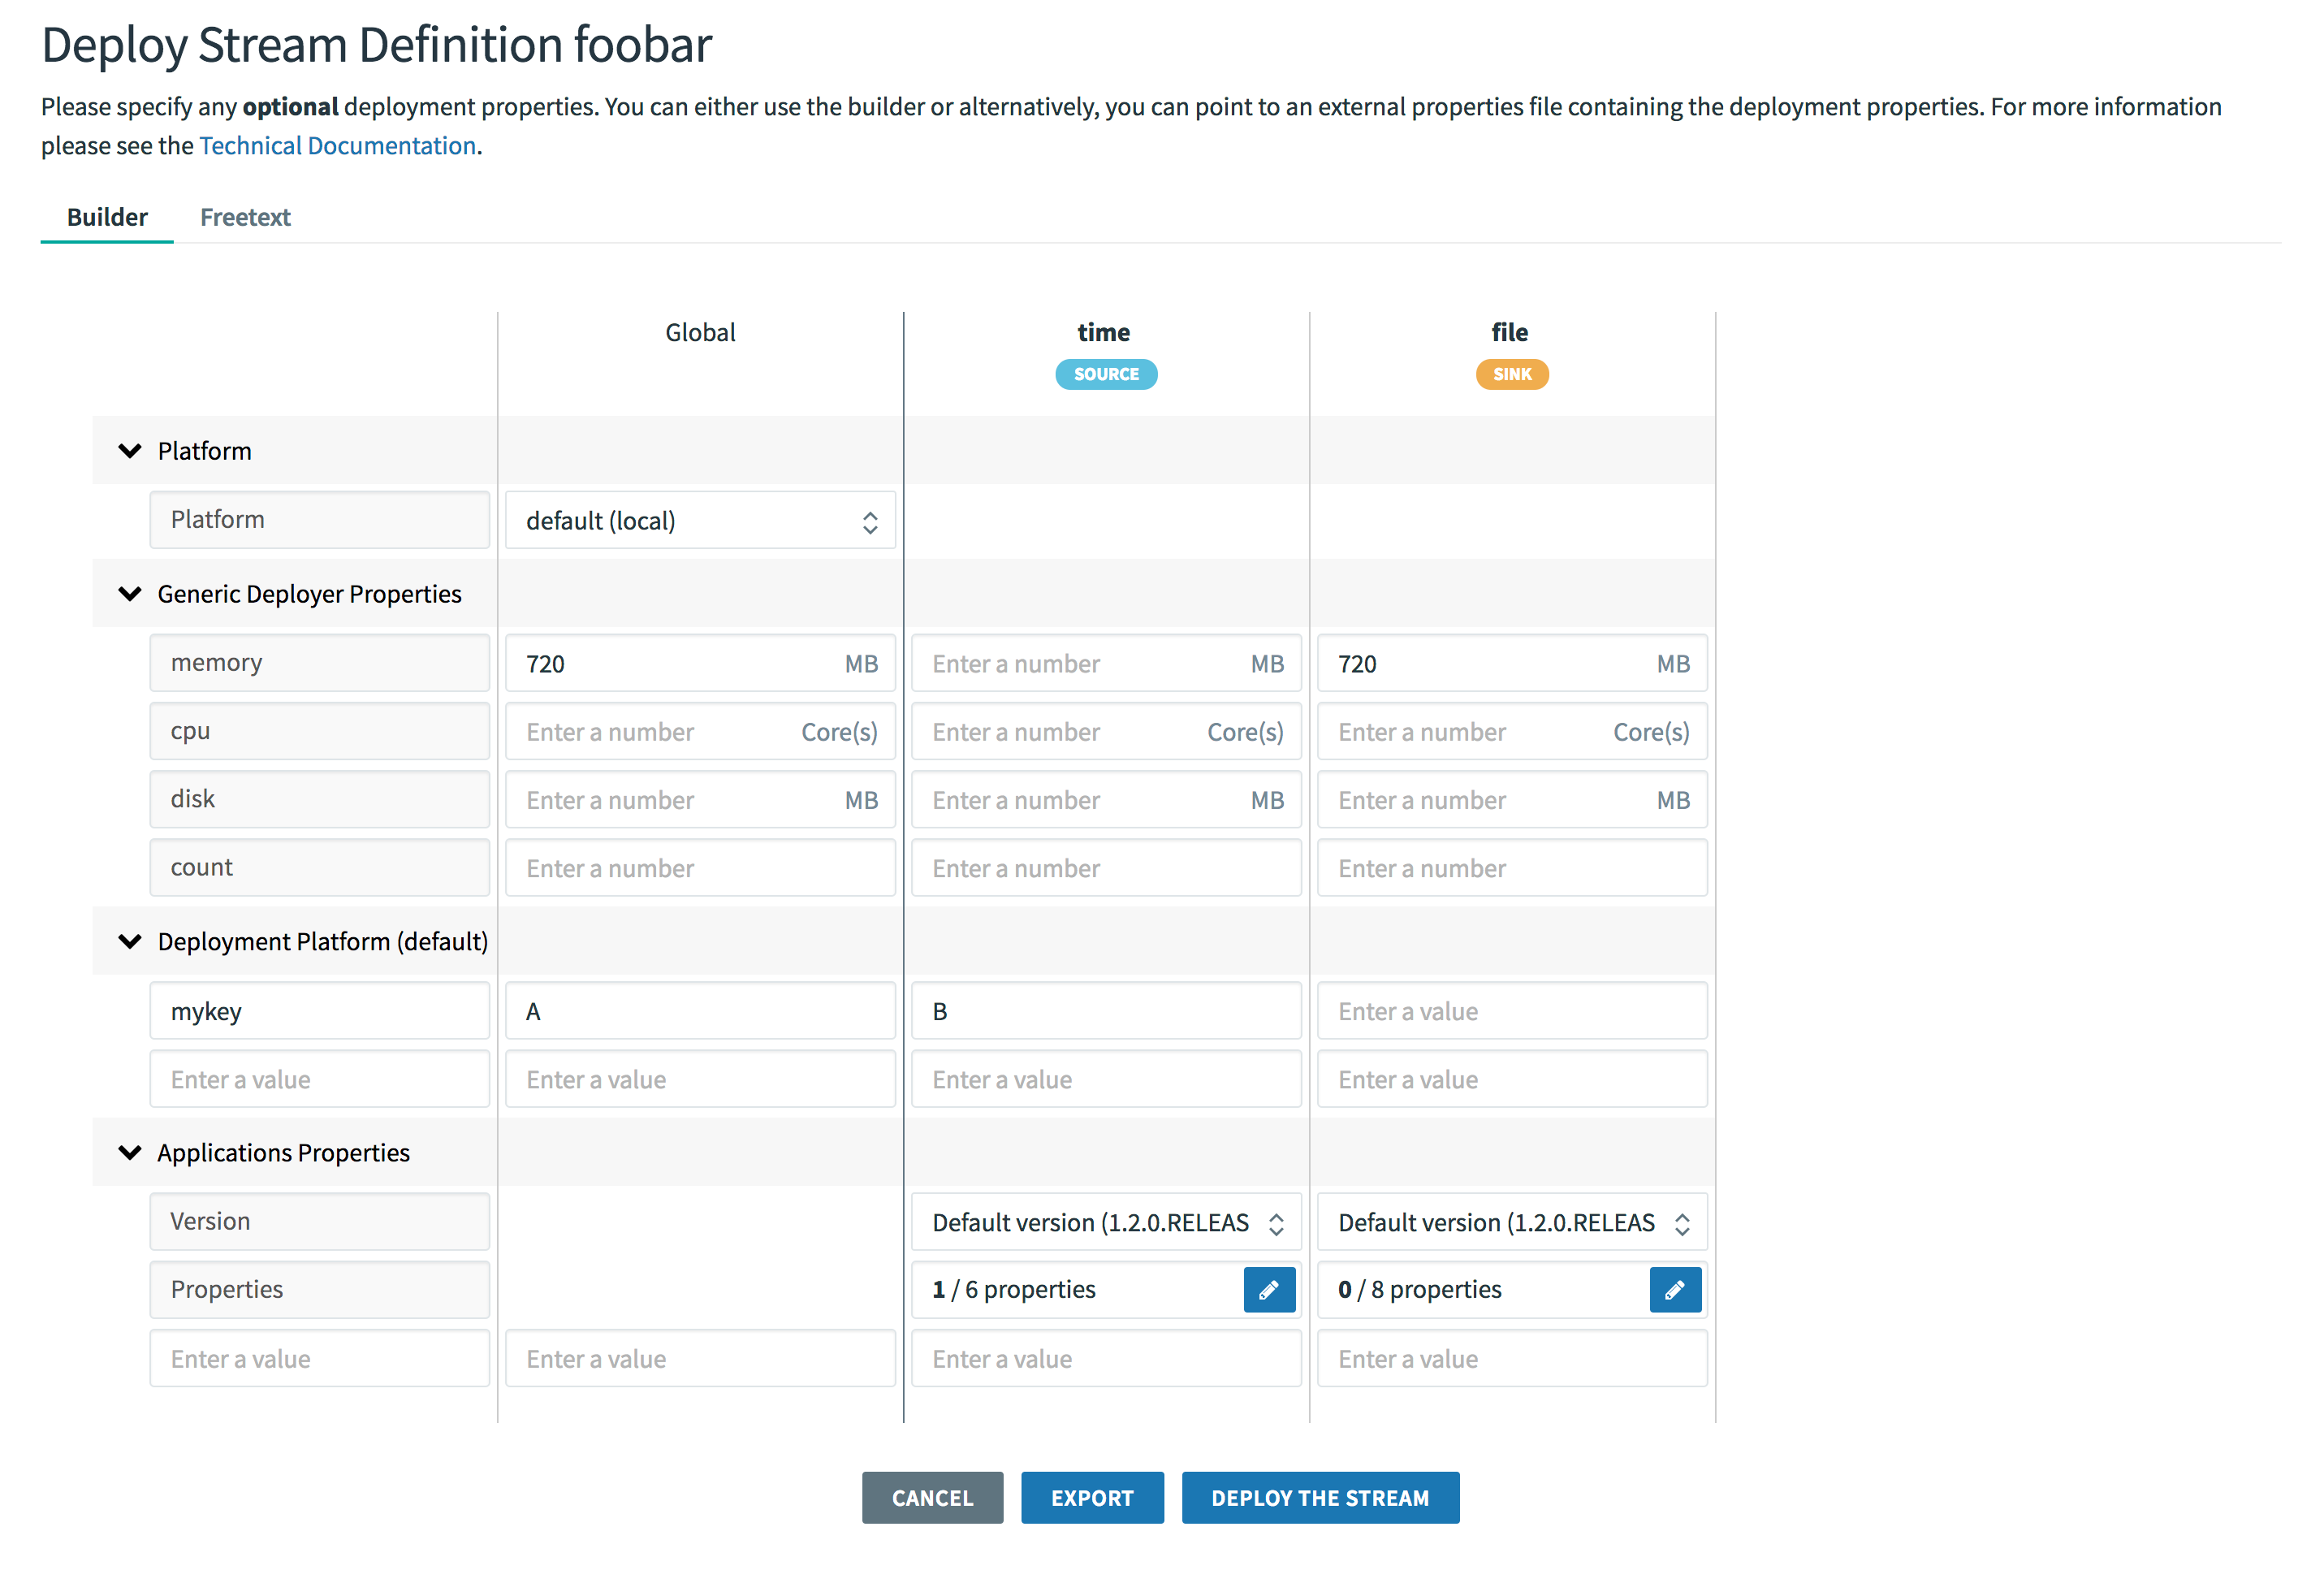 Deploy Stream Definition foobar
Please specify any optional deployment properties. You can either use the builder or alternatively, you can point to an external properties file containing the deployment properties. For more information
please see the Technical Documentation.
Builder Freetext
Global time file
SOURCE SINK
Platform
Platform default (local)
Generic Deployer Properties
memory 720 MB Enter a number MB 720 MB
cpu Enter a number Core(s) Enter a number Core(s) Enter a number Core(s)
disk Enter a number MB Enter a number MB Enter a number MB
count Enter a number Enter a number Enter a number
Deployment Platform (default)
mykey A B Enter a value
Enter a value Enter a value Enter a value Enter a value
Applications Properties
Version Default version (1.2.0.RELEAS Default version (1.2.0.RELEAS
Properties 1 / 6 properties 0 / 8 properties
Enter a value Enter a value Enter a value Enter a value
CANCEL EXPORT DEPLOY THE STREAM